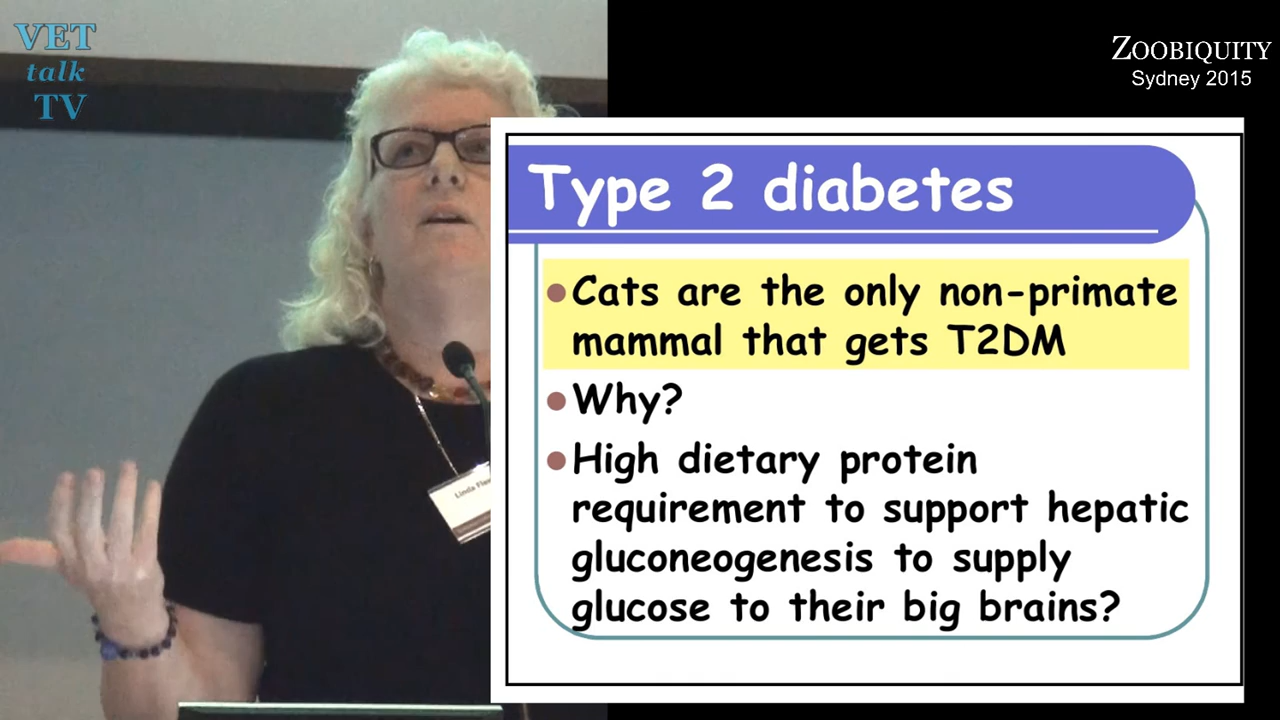 VET
talk
TV
ZOOBIQUITY
Sydney 2015
Type 2 diabetes
Cats are the only non-primate
mammal that gets T2DM
Why?
High dietary protein
requirement to support hepatic
gluconeogenesis to supply
glucose to their big brains?
Linda